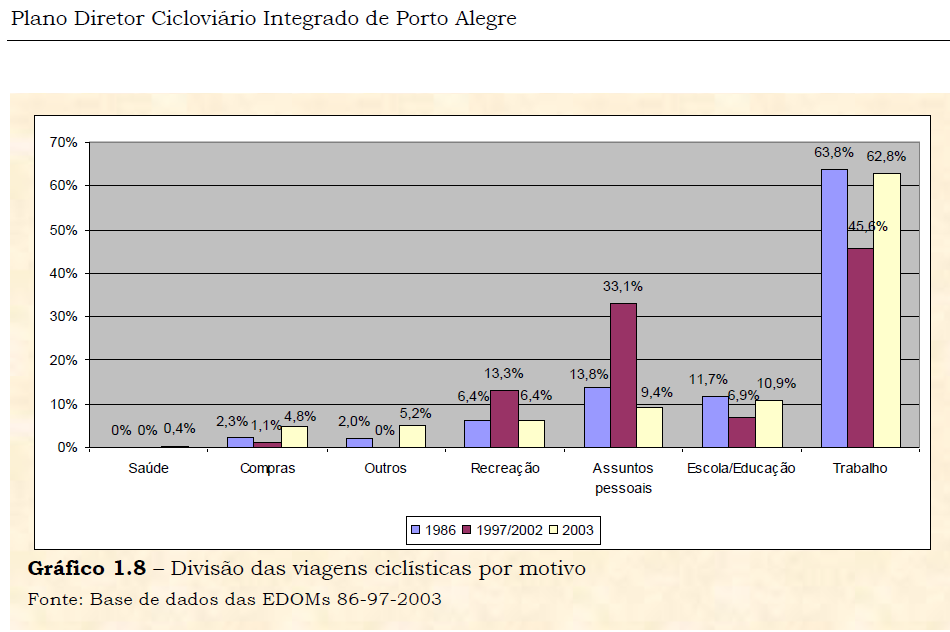 Plano Diretor Cicloviário Integrado de Porto Alegre
70%
60%
50%
40%
30%
20%
10%
0%
0% 0% 0,4%
2,3% 1,1% 4,8%
2,0% 0% 5,2%
6,4% 13,3% 6,4%
13,8% 33,1% 9,4%
11,7% 6,9% 10,9%
63,8% 45,6% 62,8%
Saúde
Compras
Outros
Recreação
Assuntos
pessoais
Escola/Educação
Trabalho
1986 1997/2002 2003
Gráfico 1.8 – Divisão das viagens ciclísticas por motivo
Fonte: Base de dados das EDOMs 86-97-2003